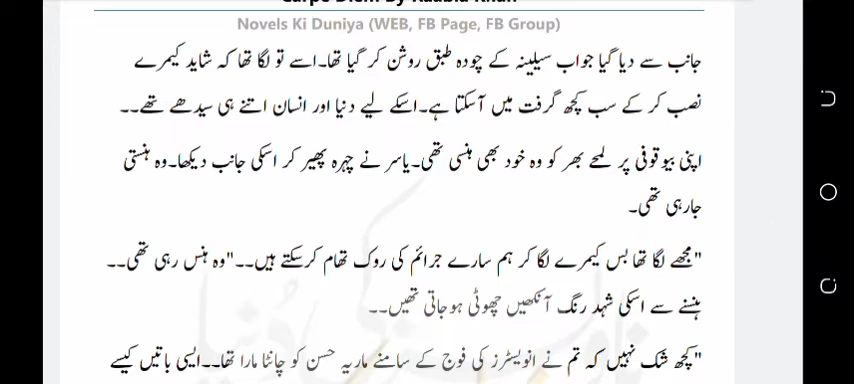 Carpe Diem By Raabia Khan
Novels Ki Duniya (WEB, FB Page, FB Group)
جانب سے دیا گیا جواب سیلینہ کے چودہ طبق روشن کر گیا تھا۔اسے تو لگا تھا کہ شاید کیمرے
نصب کر کے سب کچھ گرفت میں آسکتا ہے۔اسکے لیے دنیا اور انسان اتنے ہی سیدھے تھے۔۔
اپنی بیوقوفی پر لمحے بھر کو وہ خود بھی ہنسی تھی۔یاسر نے چہرہ پھیر کر اسکی جانب دیکھا۔وہ ہنستی
جارہی تھی۔
"مجھے لگا تھا بس کیمرے لگا کر ہم سارے جرائم کی روک تھام کرسکتے ہیں۔۔"وہ ہنس رہی تھی۔۔
ہنسنے سے اسکی شہد رنگ آنکھیں چھوٹی ہوجاتی تھیں۔۔
"کچھ شک نہیں کہ تم نے انویسٹرز کی فوج کے سامنے ماریہ حسن کو چانٹا مارا تھا۔۔ایسی باتیں کیسے